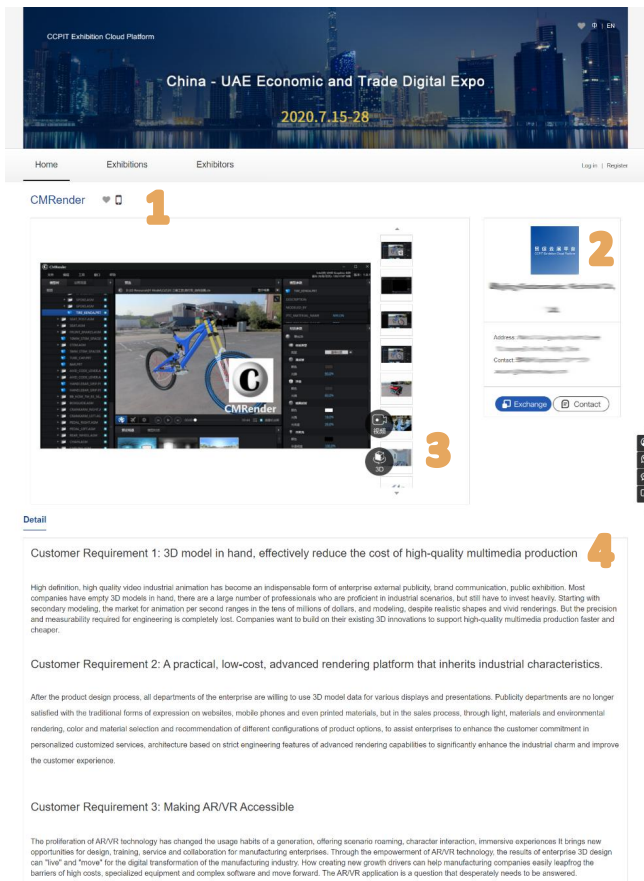 CCPIT Exhibition Cloud Platform
中 | EN
China - UAE Economic and Trade Digital Expo
2020.7.15-28
Home
Exhibitions
Exhibitors
Log in | Register
CMRender
1
2
CMRender
C
CMRender
视频
3D
3
贸促云展平台
CCPIT Exhibition Cloud Platform
Address:
Contact:
Exchange
Contact
Detail
4
Customer Requirement 1: 3D model in hand, effectively reduce the cost of high-quality multimedia production
High definition, high quality video industrial animation has become an indispensable form of enterprise external publicity, brand communication, public exhibition. Most
companies have empty 3D models in hand, there are a large number of professionals who are proficient in industrial scenarios, but still have to invest heavily. Starting with
secondary modeling, the market for animation per second ranges in the tens of millions of dollars, and modeling, despite realistic shapes and vivid renderings. But the precision
and measurability required for engineering is completely lost. Companies want to build on their existing 3D innovations to support high-quality multimedia production faster and
cheaper.
Customer Requirement 2: A practical, low-cost, advanced rendering platform that inherits industrial characteristics.
After the product design process, all departments of the enterprise are willing to use 3D model data for various displays and presentations. Publicity departments are no longer
satisfied with the traditional forms of expression on websites, mobile phones and even printed materials, but in the sales process, through light, materials and environmental
rendering, color and material selection and recommendation of different configurations of product options, to assist enterprises to enhance the customer commitment in
personalized customized services, architecture based on strict engineering features of advanced rendering capabilities to significantly enhance the industrial charm and improve
the customer experience.
Customer Requirement 3: Making AR/VR Accessible
The proliferation of AR/VR technology has changed the usage habits of a generation, offering scenario roaming, character interaction, immersive experiences It brings new
opportunities for design, training, service and collaboration for manufacturing enterprises. Through the empowerment of AR/VR technology, the results of enterprise 3D design
can "live" and "move" for the digital transformation of the manufacturing industry. How creating new growth drivers can help manufacturing companies easily leapfrog the
barriers of high costs, specialized equipment and complex software and move forward. The AR/VR application is a question that desperately needs to be answered.